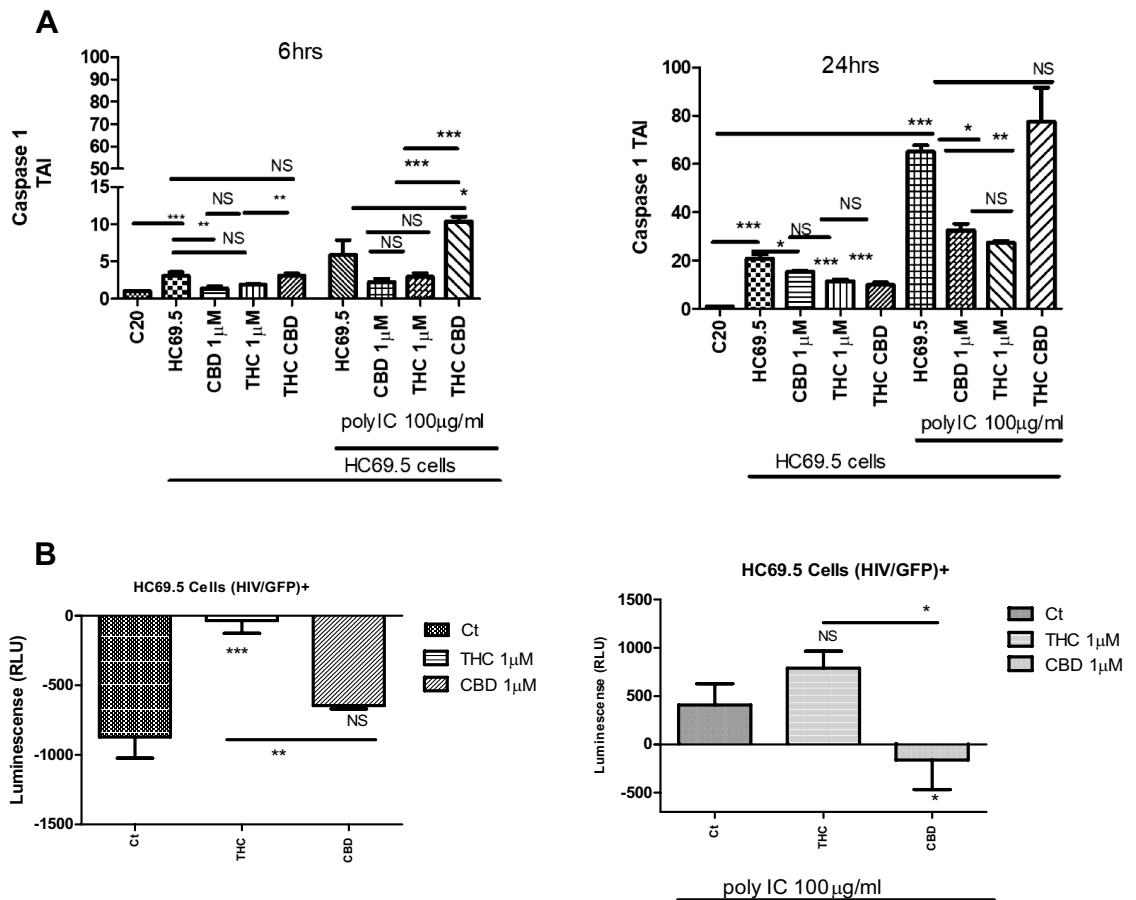 A
6hrs
100
90
80
70
60
50
15
10
5
0
Caspase 1
TAI
NS
***
**
NS
NS
**
***
***
*
NS
NS
C20
HC69.5
CBD 1μM
THC 1μM
THC CBD
HC69.5
CBD 1μM
THC 1μM
THC CBD
polyIC 100μg/ml
HC69.5 cells
24hrs
100
80
60
40
20
0
Caspase 1 TAI
***
*
NS
NS
***
***
***
*
**
NS
NS
C20
HC69.5
CBD 1μM
THC 1μM
THC CBD
HC69.5
CBD 1μM
THC 1μM
THC CBD
polyIC 100μg/ml
HC69.5 cells
B
HC69.5 Cells (HIV/GFP)+
0
-500
-1000
-1500
Luminescense (RLU)
***
NS
**
Ct
THC
CBD
Ct
THC 1μM
CBD 1μM
HC69.5 Cells (HIV/GFP)+
1500
1000
500
0
-500
Luminescense (RLU)
NS
*
*
Ct
THC
CBD
poly IC 100μg/ml
Ct
THC 1μM
CBD 1μM